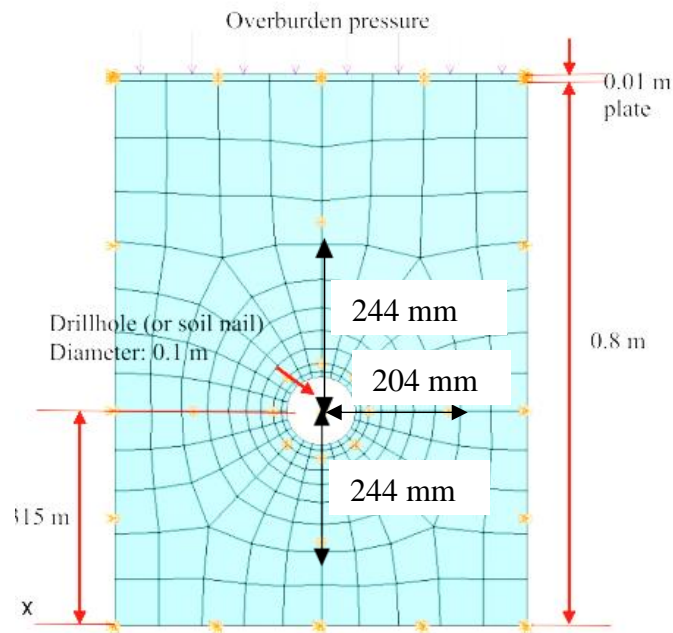 Overburden pressure
0.01 m
plate
244 mm
Drillhole (or soil nail)
Diameter: 0.1 m
0.8 m
204 mm
244 mm
315 m
X